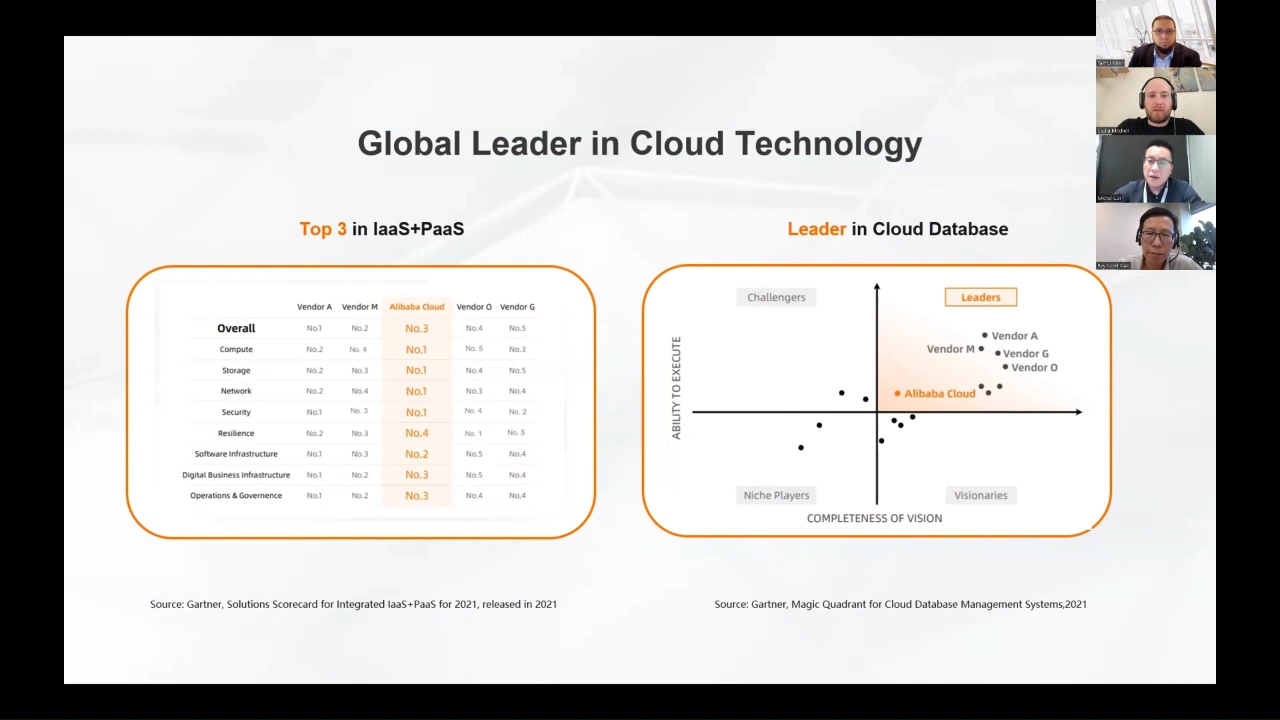 Global Leader in Cloud Technology
Top 3 in IaaS+PaaS
Vendor A Vendor M Alibaba Cloud Vendor O Vendor G
Overall No.1 No.2 No.3 No.4 No.5
Compute No.2 No. 4 No.1 No. 5 No.3
Storage No.2 No.3 No.1 No.4 No.5
Network No.2 No.4 No.1 No.3 No.4
Security No.1 No. 3 No.1 No. 4 No. 2
Resilience No.2 No.3 No.4 No. 1 No. 5
Software Infrastructure No.1 No.3 No.2 No.5 No.4
Digital Business Infrastructure No.1 No.2 No.3 No.5 No.4
Operations & Governence No.1 No.2 No.3 No.4 No.4
Source: Gartner, Solutions Scorecard for Integrated IaaS+PaaS for 2021, released in 2021
Leader in Cloud Database
Challengers
Leaders
ABILITY TO EXECUTE
Vendor A
Vendor M
Vendor G
Vendor O
Alibaba Cloud
Niche Players
Visionaries
COMPLETENESS OF VISION
Source: Gartner, Magic Quadrant for Cloud Database Management Systems,2021